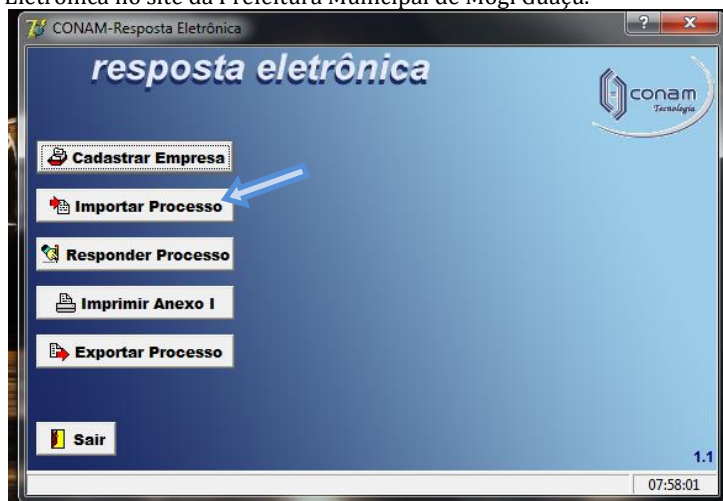 Eletrônica no site da Prefeitura Municipal de Mogi Guaçu.
CONAM-Resposta Eletrônica
resposta eletrônica
conam
Tecnologia
Cadastrar Empresa
Importar Processo
Responder Processo
Imprimir Anexo I
Exportar Processo
Sair
1.1
07:58:01